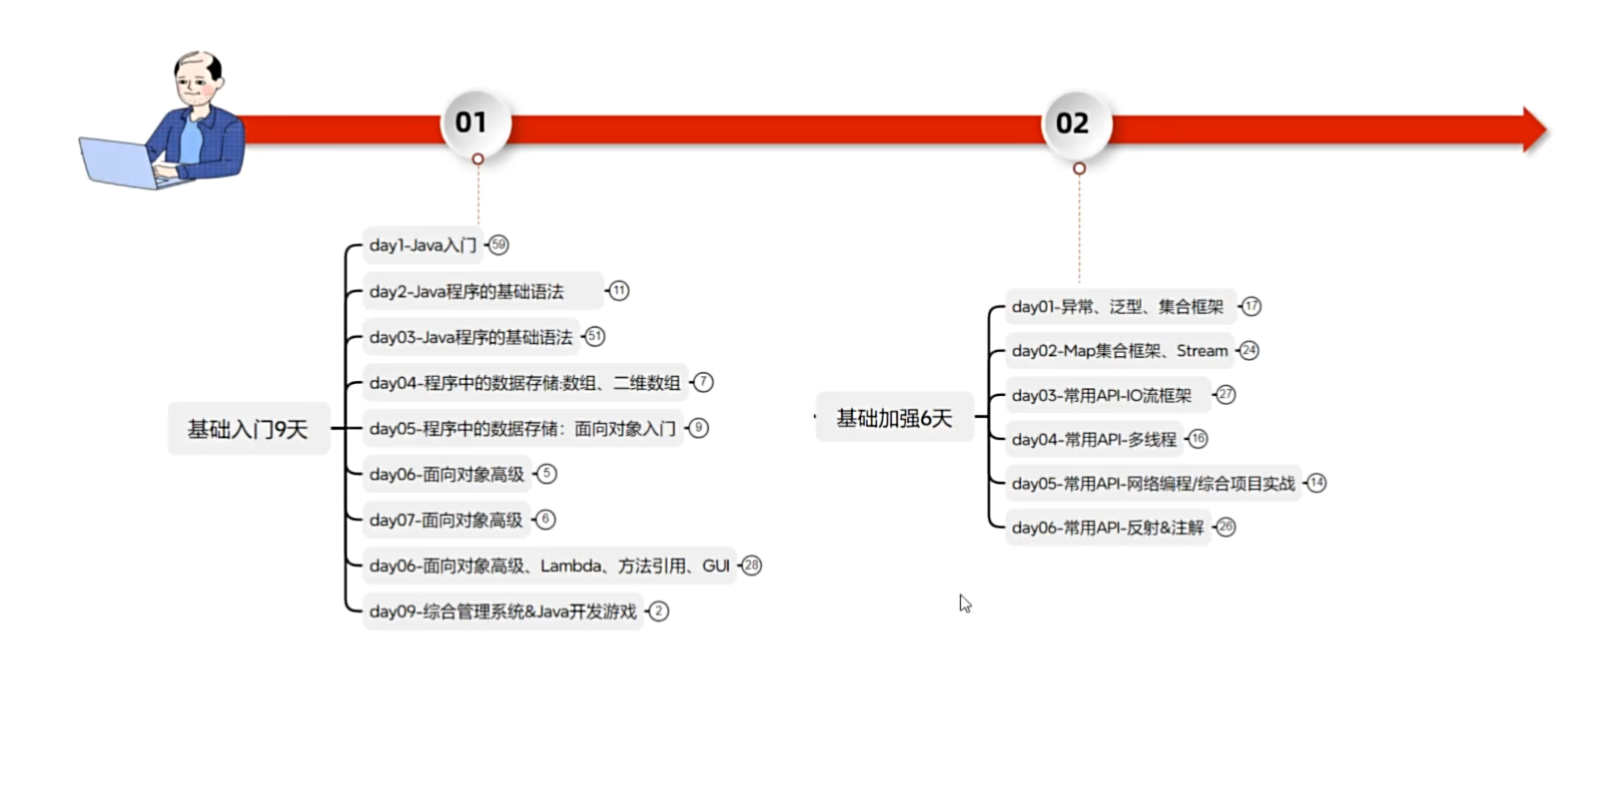 01
02
基础入门9天
day1-Java入门 59
day2-Java程序的基础语法 11
day03-Java程序的基础语法 51
day04-程序中的数据存储:数组、二维数组 7
day05-程序中的数据存储：面向对象入门 9
day06-面向对象高级 5
day07-面向对象高级 6
day06-面向对象高级、Lambda、方法引用、GUI 28
day09-综合管理系统&Java开发游戏 2
基础加强6天
day01-异常、泛型、集合框架 17
day02-Map集合框架、Stream 24
day03-常用API-IO流框架 27
day04-常用API-多线程 16
day05-常用API-网络编程/综合项目实战 14
day06-常用API-反射&注解 26